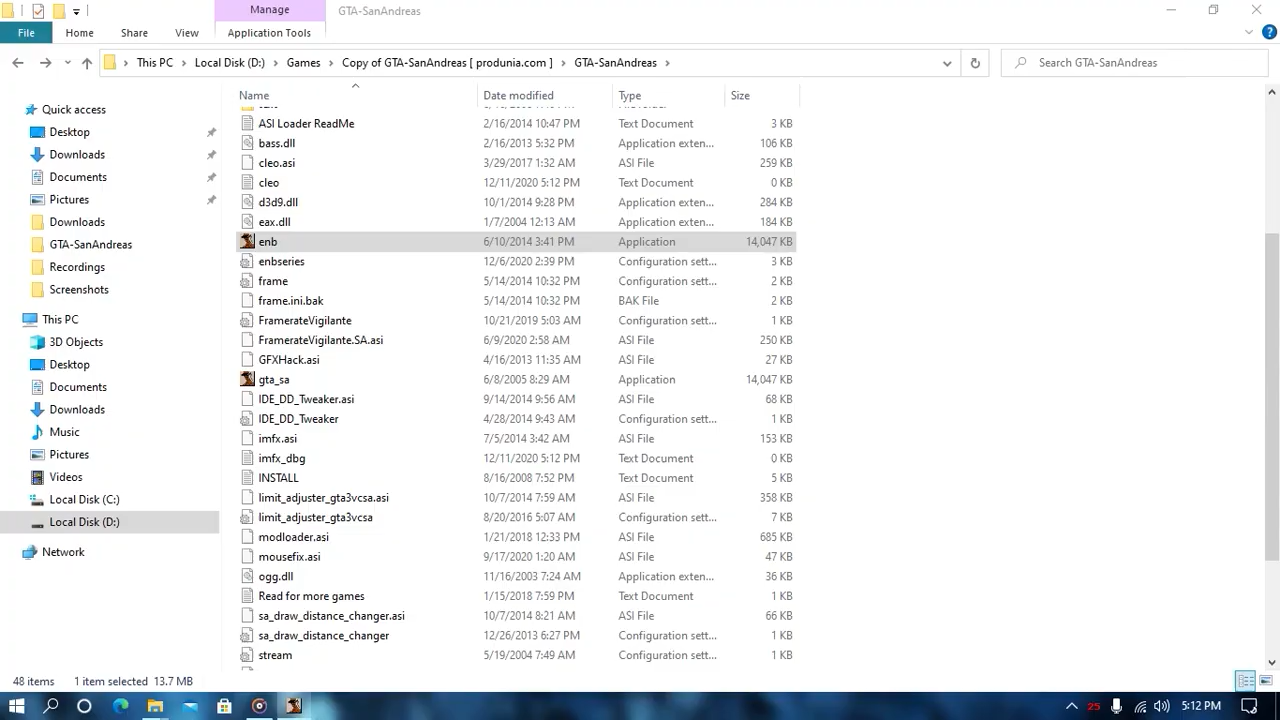 Manage
GTA-SanAndreas
File
Home
Share
View
Application Tools
This PC
Local Disk (D:)
Games
Copy of GTA-SanAndreas [ produnia.com ]
GTA-SanAndreas
Search GTA-SanAndreas
Name
Date modified
Type
Size
Quick access
Desktop
Downloads
Documents
Pictures
Downloads
GTA-SanAndreas
Recordings
Screenshots
This PC
3D Objects
Desktop
Documents
Downloads
Music
Pictures
Videos
Local Disk (C:)
Local Disk (D:)
Network
ASI Loader ReadMe 2/16/2014 10:47 PM Text Document 3 KB
bass.dll 2/16/2013 5:32 PM Application exten... 106 KB
cleo.asi 3/29/2017 1:32 AM ASI File 259 KB
cleo 12/11/2020 5:12 PM Text Document 0 KB
d3d9.dll 10/1/2014 9:28 PM Application exten... 284 KB
eax.dll 1/7/2004 12:13 AM Application exten... 184 KB
enb 6/10/2014 3:41 PM Application 14,047 KB
enbseries 12/6/2020 2:39 PM Configuration sett... 3 KB
frame 5/14/2014 10:32 PM Configuration sett... 2 KB
frame.ini.bak 5/14/2014 10:32 PM BAK File 2 KB
FramerateVigilante 10/21/2019 5:03 AM Configuration sett... 1 KB
FramerateVigilante.SA.asi 6/9/2020 2:58 AM ASI File 250 KB
GFXHack.asi 4/16/2013 11:35 AM ASI File 27 KB
gta_sa 6/8/2005 8:29 AM Application 14,047 KB
IDE_DD_Tweaker.asi 9/14/2014 9:56 AM ASI File 68 KB
IDE_DD_Tweaker 4/28/2014 9:43 AM Configuration sett... 1 KB
imfx.asi 7/5/2014 3:42 AM ASI File 153 KB
imfx_dbg 12/11/2020 5:12 PM Text Document 0 KB
INSTALL 8/16/2008 7:52 PM Text Document 5 KB
limit_adjuster_gta3vcsa.asi 10/7/2014 7:59 AM ASI File 358 KB
limit_adjuster_gta3vcsa 8/20/2016 5:07 AM Configuration sett... 7 KB
modloader.asi 1/21/2018 12:33 PM ASI File 685 KB
mousefix.asi 9/17/2020 1:20 AM ASI File 47 KB
ogg.dll 11/16/2003 7:24 AM Application exten... 36 KB
Read for more games 1/15/2018 7:59 PM Text Document 1 KB
sa_draw_distance_changer.asi 10/7/2014 8:21 AM ASI File 66 KB
sa_draw_distance_changer 12/26/2013 6:27 PM Configuration sett... 1 KB
stream 5/19/2004 7:49 AM Configuration sett... 1 KB
48 items
1 item selected 13.7 MB
25
5:12 PM